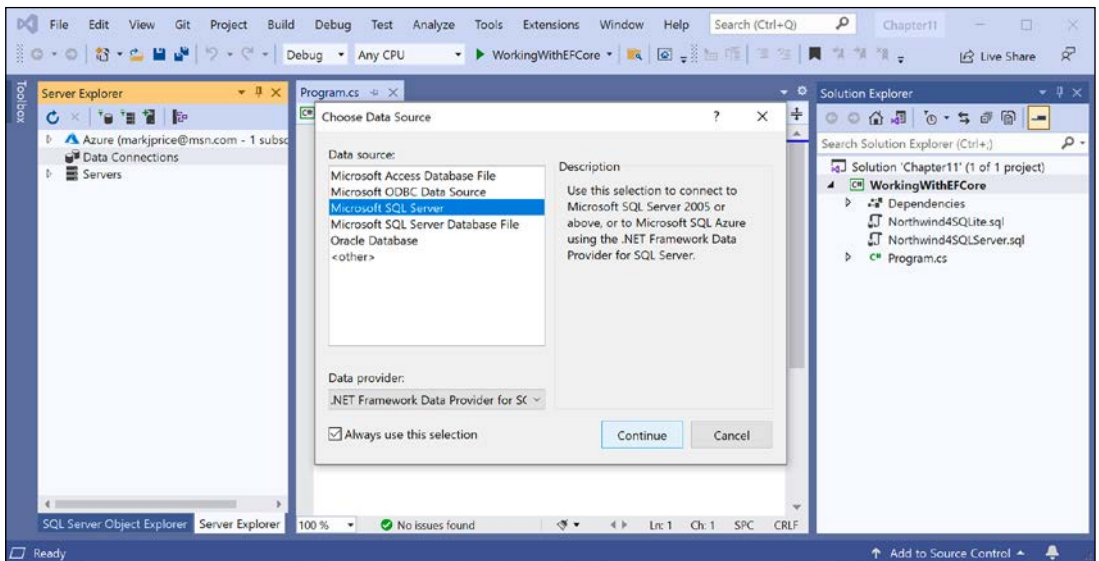 File Edit View Git Project Build Debug Test Analyze Tools Extensions Window Help Search (Ctrl+Q) Chapter11
Debug Any CPU WorkingWithEFCore Live Share
Toolbox
Server Explorer
Azure (markjprice@msn.com - 1 subsc
Data Connections
Servers
SQL Server Object Explorer Server Explorer
Program.cs
Choose Data Source ?
Data source:
Microsoft Access Database File
Microsoft ODBC Data Source
Microsoft SQL Server
Microsoft SQL Server Database File
Oracle Database
<other>
Description
Use this selection to connect to
Microsoft SQL Server 2005 or
above, or to Microsoft SQL Azure
using the .NET Framework Data
Provider for SQL Server.
Data provider:
.NET Framework Data Provider for SC
Always use this selection
Continue Cancel
100 % No issues found Ln: 1 Ch: 1 SPC CRLF
Solution Explorer
Search Solution Explorer (Ctrl+;)
Solution 'Chapter11' (1 of 1 project)
C# WorkingWithEFCore
Dependencies
Northwind4SQLite.sql
Northwind4SQLServer.sql
C# Program.cs
Ready Add to Source Control